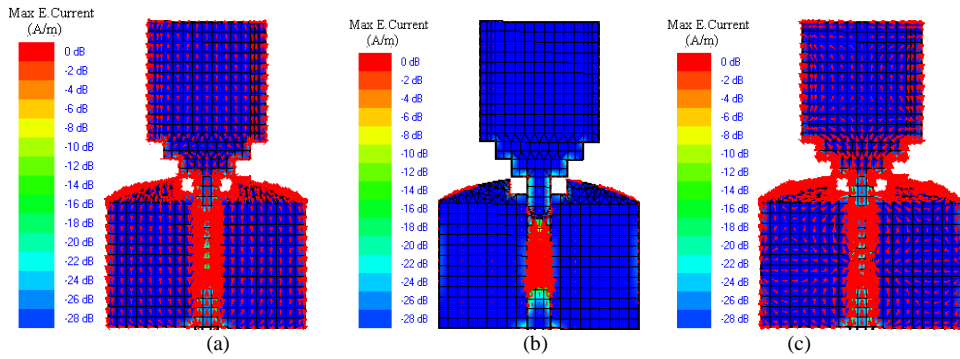 Max E.Current
(A/m)
0 dB
-2 dB
-4 dB
-6 dB
-8 dB
-10 dB
-12 dB
-14 dB
-16 dB
-18 dB
-20 dB
-22 dB
-24 dB
-26 dB
-28 dB
(a)
Max E.Current
(A/m)
0 dB
-2 dB
-4 dB
-6 dB
-8 dB
-10 dB
-12 dB
-14 dB
-16 dB
-18 dB
-20 dB
-22 dB
-24 dB
-26 dB
-28 dB
(b)
Max E.Current
(A/m)
0 dB
-2 dB
-4 dB
-6 dB
-8 dB
-10 dB
-12 dB
-14 dB
-16 dB
-18 dB
-20 dB
-22 dB
-24 dB
-26 dB
-28 dB
(c)